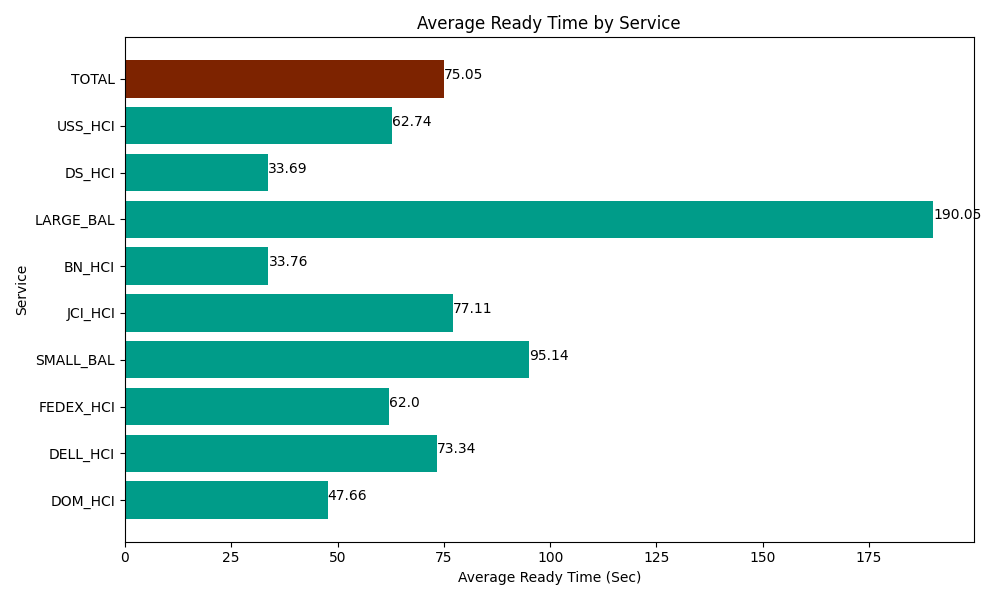 Average Ready Time by Service
TOTAL
75.05
USS_HCI
62.74
DS_HCI
33.69
LARGE_BAL
190.05
BN_HCI
33.76
JCI_HCI
77.11
SMALL_BAL
95.14
FEDEX_HCI
62.0
DELL_HCI
73.34
DOM_HCI
47.66
Service
0 25 50 75 100 125 150 175
Average Ready Time (Sec)